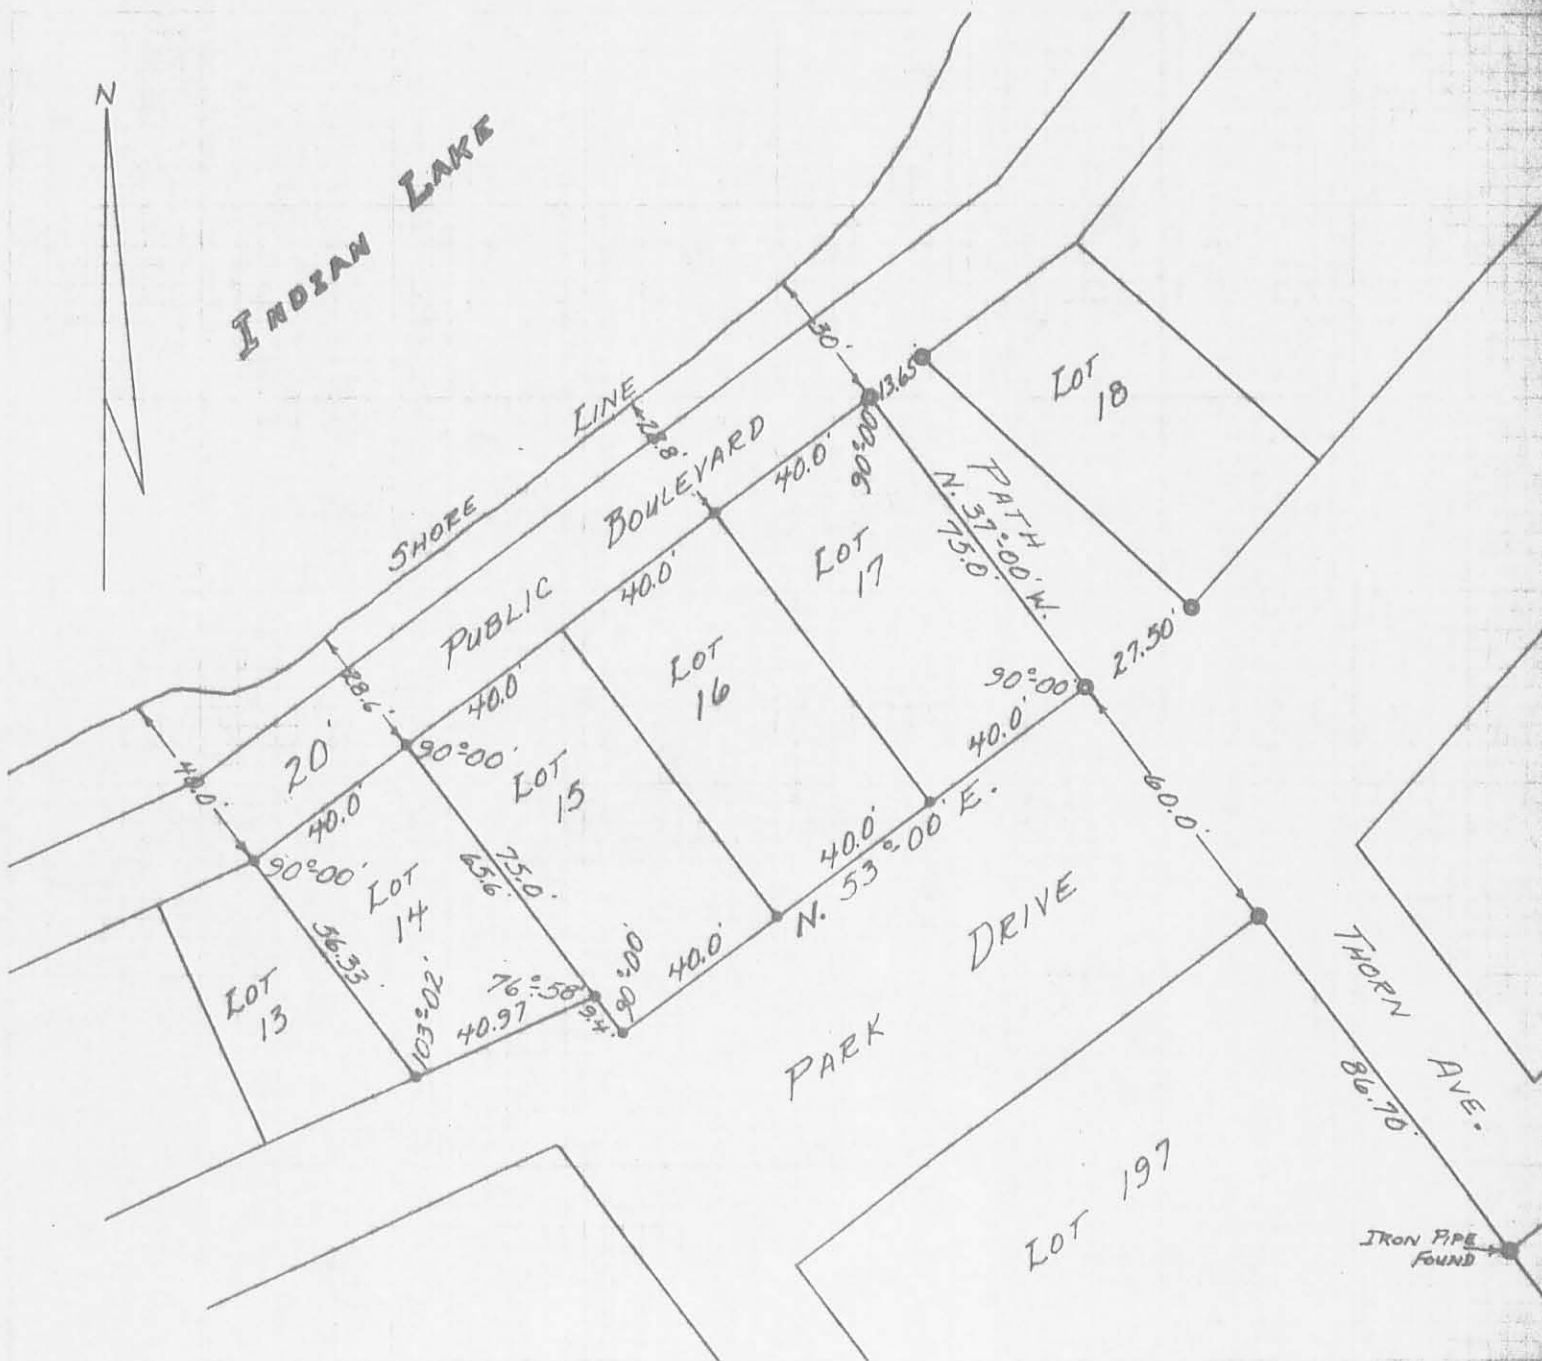 N
INDIAN LAKE
SHORE LINE
PUBLIC BOULEVARD
20'
30'
28.8'
28.6'
40.0'
13.65'
40.0'
40.0'
40.0'
40.0'
90°-00'
LOT
18
PATH
N. 37°-00' W.
75.0'
LOT
17
LOT
16
LOT
15
90°-00'
90°-00'
LOT
14
LOT
13
56.33
75.0'
65.6'
103°-02'
76°-58'
40.97
9.4'
90°-00'
40.0'
40.0'
40.0'
90°-00'
27.50'
N. 53°-00' E.
60.0'
PARK DRIVE
THORN AVE.
86.70'
LOT 197
IRON PIPE
FOUND